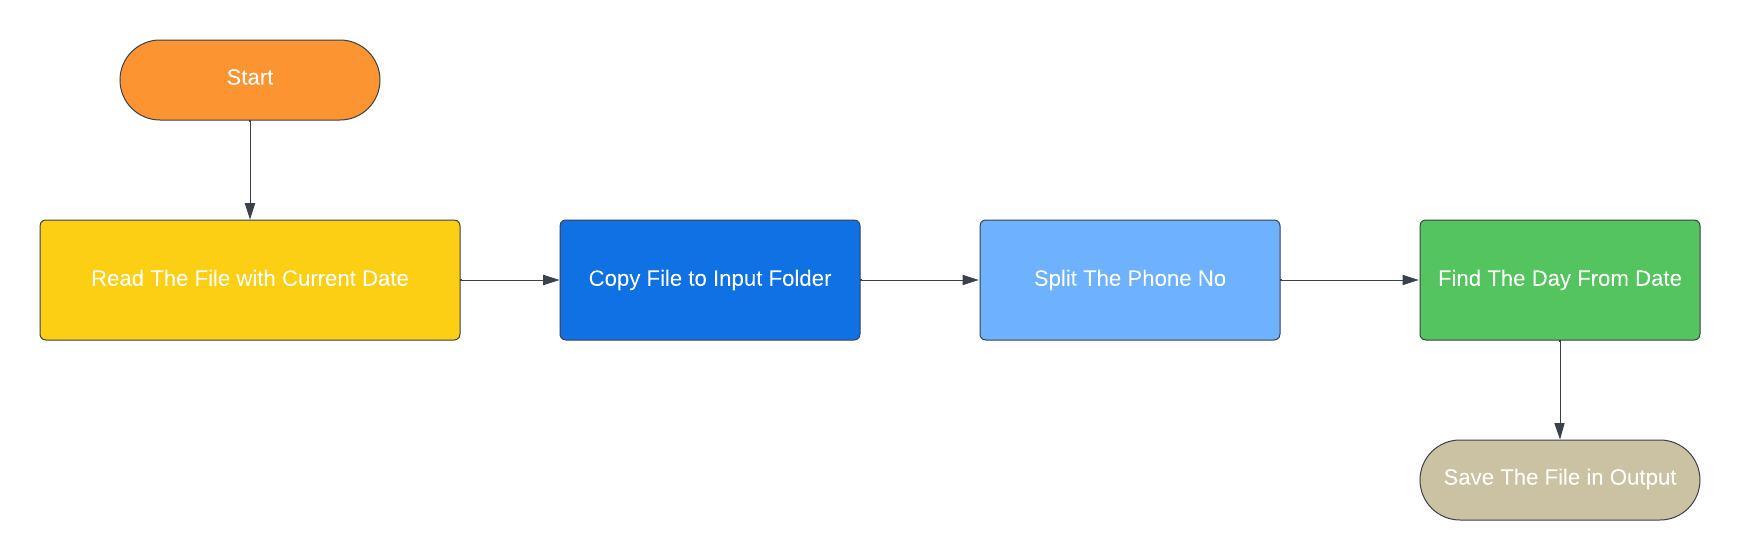 Start
Read The File with Current Date
Copy File to Input Folder
Split The Phone No
Find The Day From Date
Save The File in Output